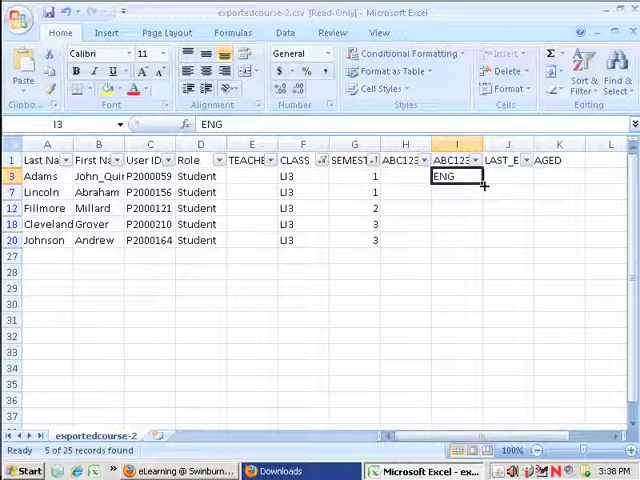 exportedcourse-2.csv [Read-Only] - Microsoft Excel
Home Insert Page Layout Formulas Data Review View
Paste
Calibri 11
B I U
General
$ % ,
Conditional Formatting
Format as Table
Cell Styles
Insert
Delete
Format
Sort & Filter
Find & Select
Clipboard Font Alignment Number Styles Cells Editing
I3 ENG
A B C D E F G H I J K L
1 Last Na First Na User ID Role TEACHE CLASS SEMEST ABC123 ABC123 LAST_E AGED
3 Adams John_Quin P2000059 Student LI3 1 ENG
7 Lincoln Abraham P2000156 Student LI3 1
12 Fillmore Millard P2000121 Student LI3 2
18 Cleveland Grover P2000210 Student LI3 3
20 Johnson Andrew P2000164 Student LI3 3
27
28
29
30
31
32
33
34
35
36
37
exportedcourse-2
Ready 5 of 25 records found 100%
Start eLearning @ Swinburn... Downloads Microsoft Excel - ex... 3:38 PM